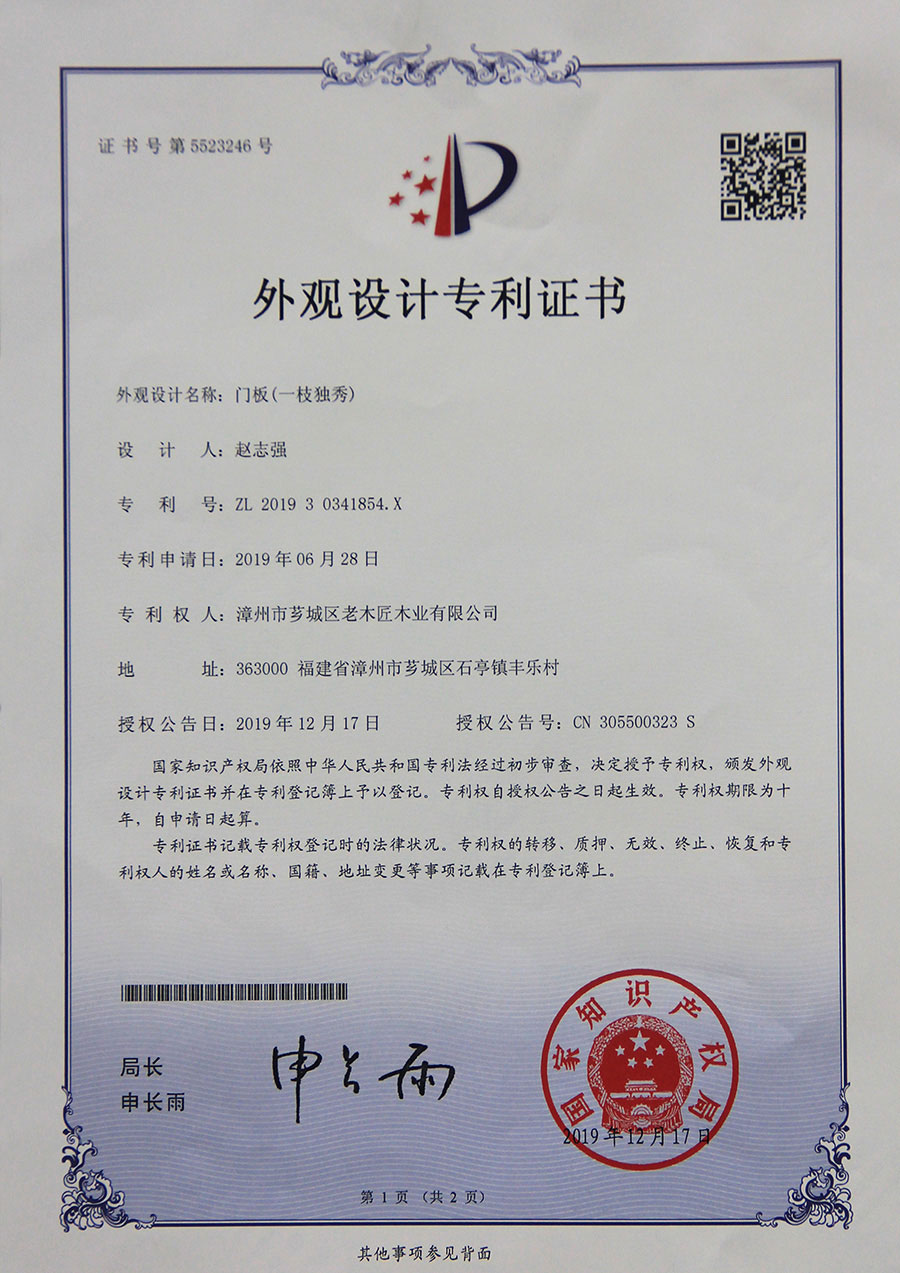 证书号第5523246号
外观设计专利证书
外观设计名称：门板(一枝独秀)
设计人：赵志强
专利号：ZL 2019 3 0341854.X
专利申请日：2019年06月28日
专利权人：漳州市芗城区老木匠木业有限公司
地址：363000 福建省漳州市芗城区石亭镇丰乐村
授权公告日：2019年12月17日 授权公告号：CN 305500323 S
国家知识产权局依照中华人民共和国专利法经过初步审查，决定授予专利权，颁发外观
设计专利证书并在专利登记簿上予以登记。专利权自授权公告之日起生效。专利权期限为十
年，自申请日起算。
专利证书记载专利权登记时的法律状况。专利权的转移、质押、无效、终止、恢复和专
利权人的姓名或名称、国籍、地址变更等事项记载在专利登记簿上。
局长
申长雨
申长雨
国家知识产权局
2019年12月17日
第1页（共2页）
其他事项参见背面